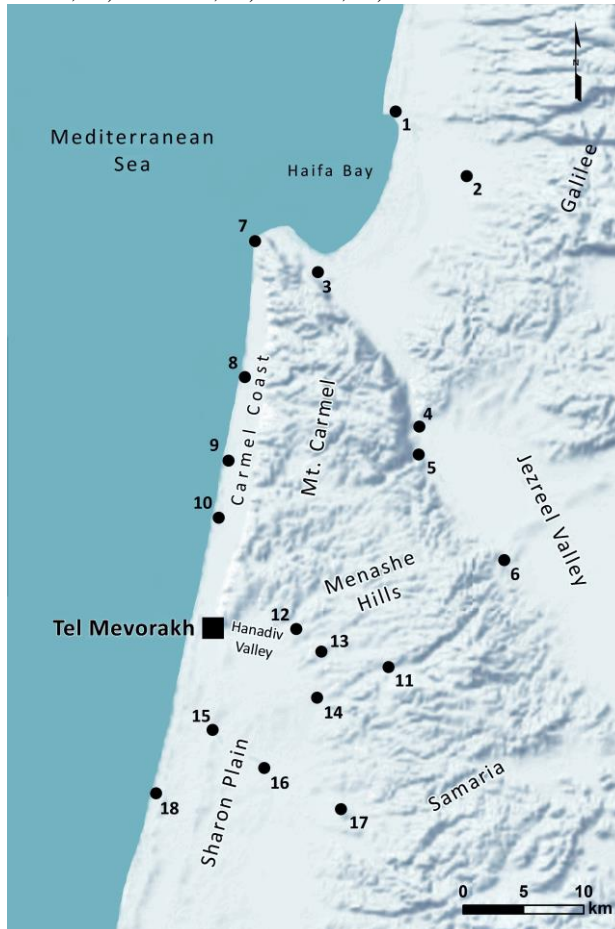 N
1
Mediterranean
Sea
Haifa Bay
2
Galilee
7
3
8
Carmel Coast
Mt. Carmel
4
9
5
Jezreel Valley
10
6
Menashe
Hills
12
Tel Mevorakh
Hanadiv
Valley
13
11
14
15
Sharon Plain
16
Samaria
18
17
0 5 10
km